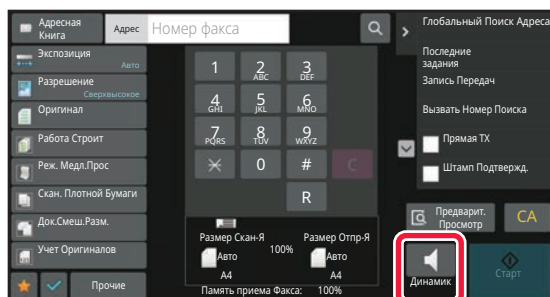 Адресная
Книга
Адрес
Номер факса
Глобальный Поиск Адреса
Экспозиция
Авто
Разрешение
Сверхвысокое
Оригинал
Работа Строит
Реж. Медл.Прос
Скан. Плотной Бумаги
Док.Смеш.Разм.
Учет Оригиналов
Прочие
1
2
ABC
3
DEF
4
GHI
5
JKL
6
MNO
7
PQRS
8
TUV
9
WXYZ
0
#
C
R
Размер Скан-Я
Авто
A4
100%
Размер Отпр-Я
Авто
A4
Память приема Факса: 100%
Последние
задания
Запись Передач
Вызвать Номер Поиска
Прямая TX
Штамп Подтвержд.
Предварит.
Просмотр
CA
Динамик
Старт